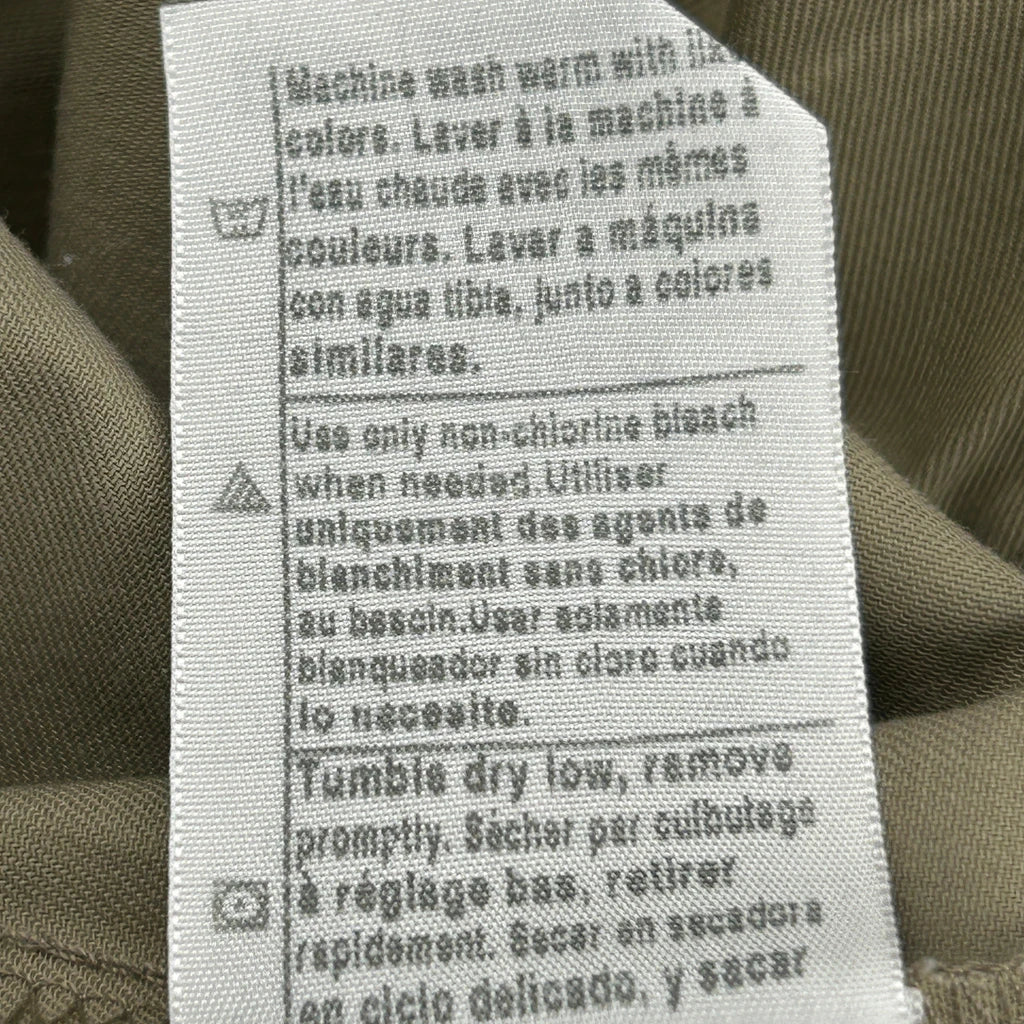 Machine wash warm with like
colors. Laver à la machine à
l'eau chaude avec les mêmes
couleurs. Lavar a máquina
con agua tibia, junto a colores
similares.
Use only non-chlorine bleach
when needed.Utiliser
uniquement des agents de
blanchiment sans chlore,
au besoin.Usar solamente
blanqueador sin cloro cuando
lo necesite.
Tumble dry low, remove
promptly. Sécher par culbutage
à réglage bas, retirer
rapidement. Secar en secadora
en ciclo delicado, y sacar